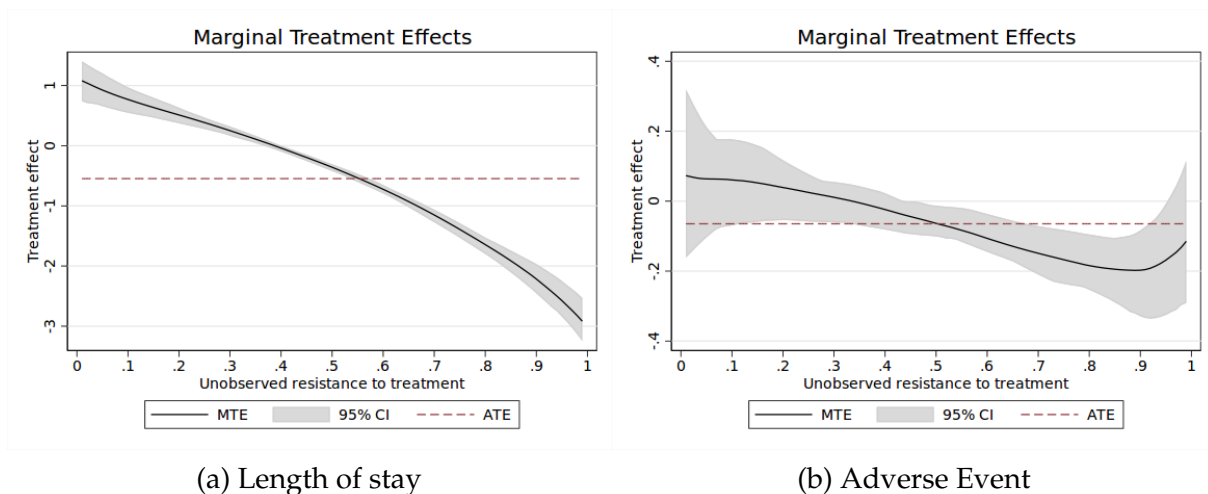 Marginal Treatment Effects
Treatment effect
1
0
-1
-2
-3
0 .1 .2 .3 .4 .5 .6 .7 .8 .9 1
Unobserved resistance to treatment
MTE 95% CI ATE
(a) Length of stay
Marginal Treatment Effects
Treatment effect
.4
.2
0
-.2
-.4
0 .1 .2 .3 .4 .5 .6 .7 .8 .9 1
Unobserved resistance to treatment
MTE 95% CI ATE
(b) Adverse Event